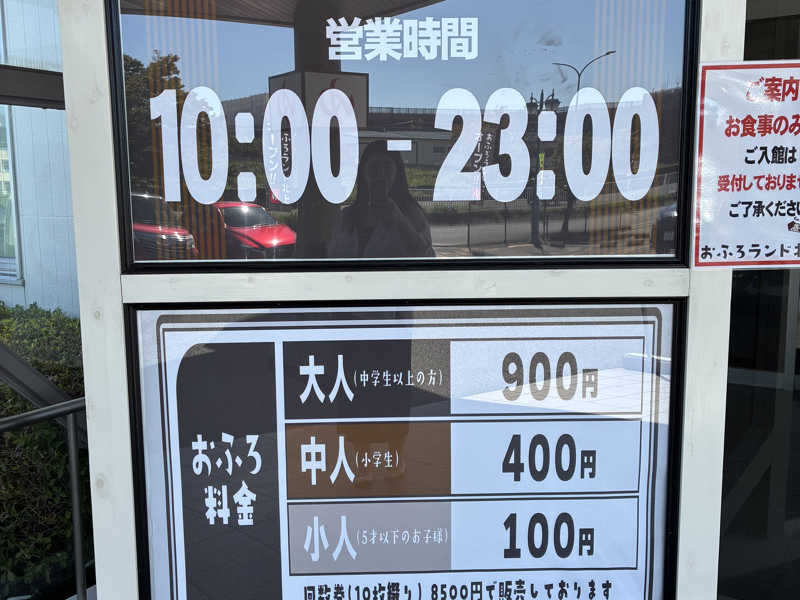 営業時間
10:00 - 23:00
おふろ料金
大人(中学生以上の方) 900円
中人(小学生) 400円
小人(5才以下のお子様) 100円
回数券(10枚綴り) 8500円で販売しております
ご案内
お食事のみ
ご入館は
受付しておりませ
ご了承くださ
おふろランド